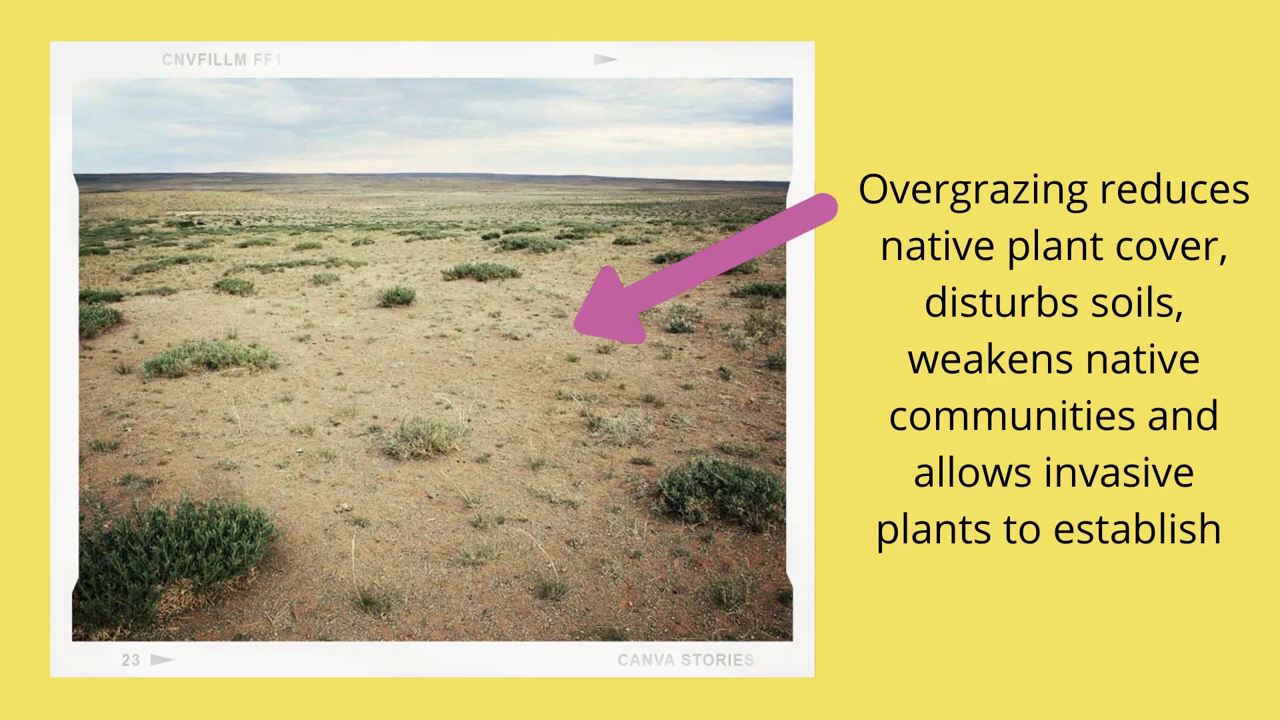 CNVFILLM FF1
Overgrazing reduces
native plant cover,
disturbs soils,
weakens native
communities and
allows invasive
plants to establish
23
CANVA STORIES